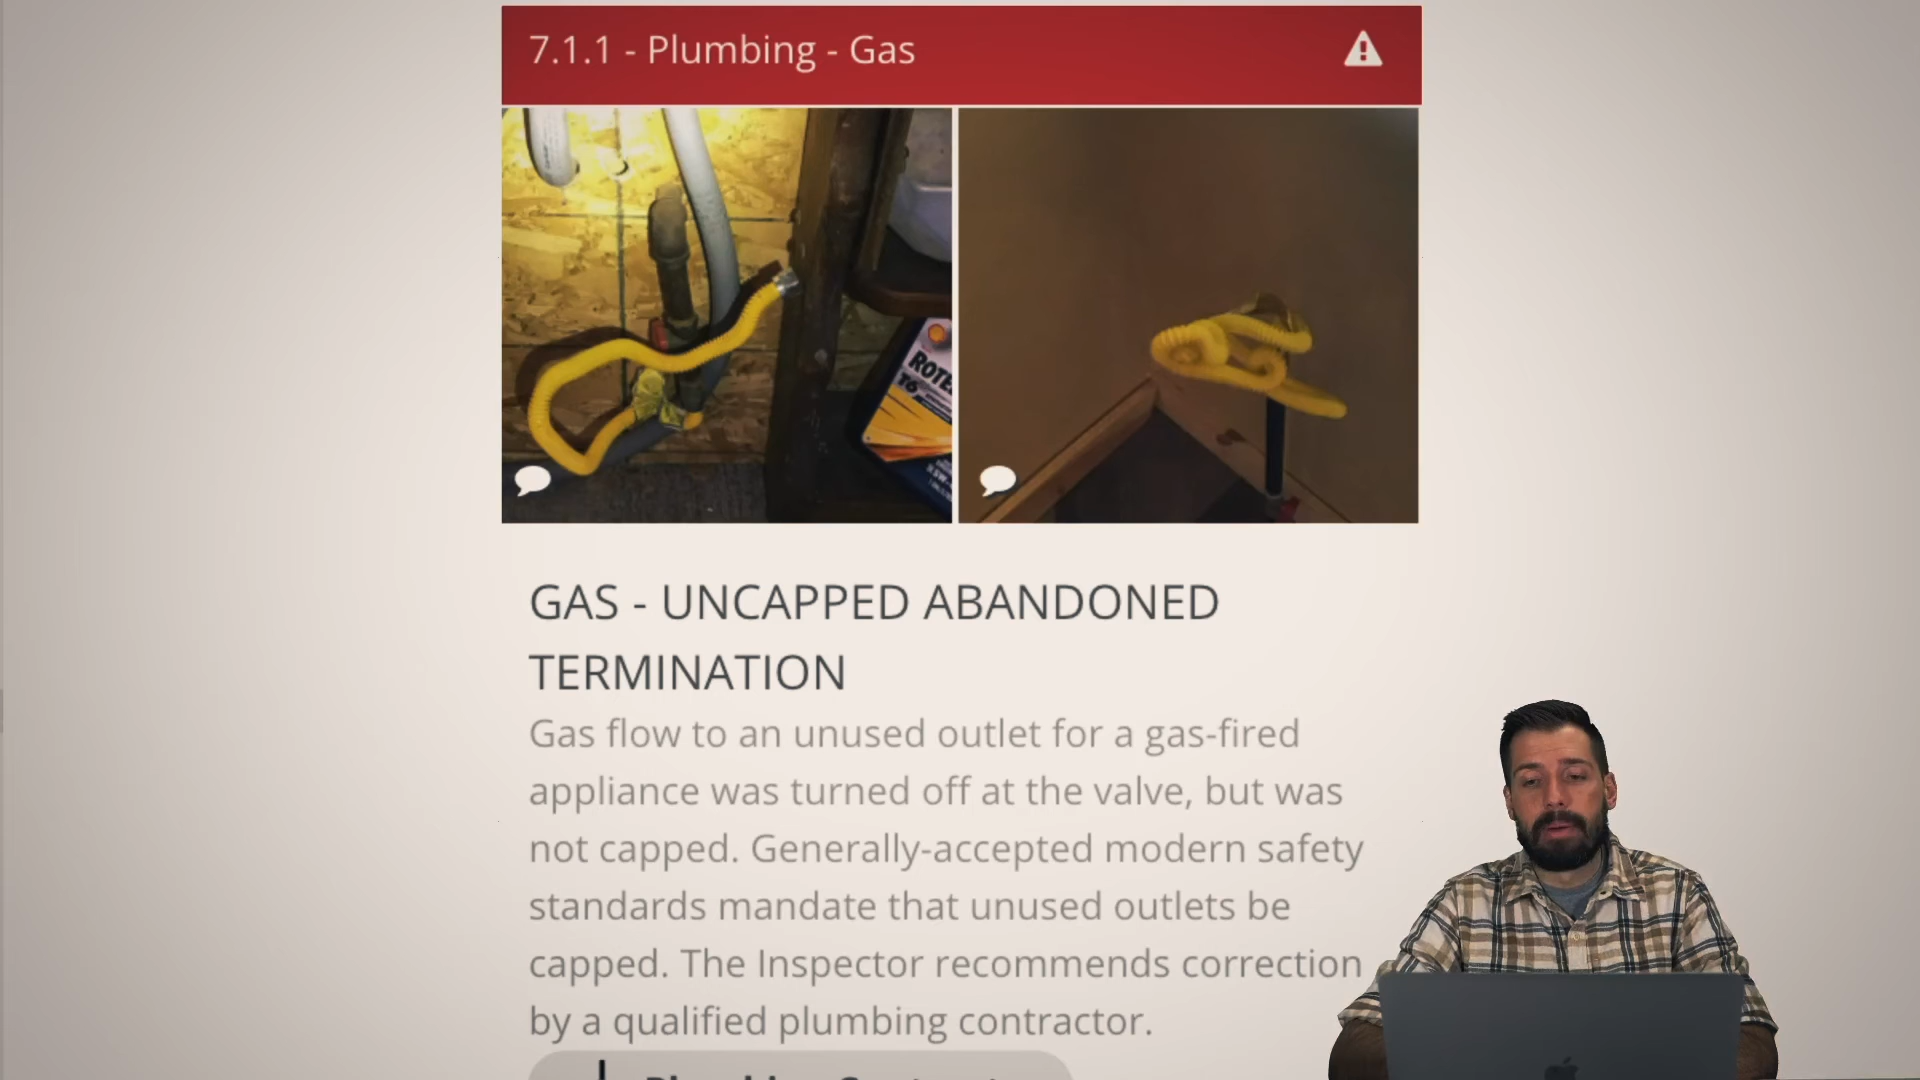 7.1.1 - Plumbing - Gas
ROTE
T6
GAS - UNCAPPED ABANDONED
TERMINATION
Gas flow to an unused outlet for a gas-fired
appliance was turned off at the valve, but was
not capped. Generally-accepted modern safety
standards mandate that unused outlets be
capped. The Inspector recommends correction
by a qualified plumbing contractor.